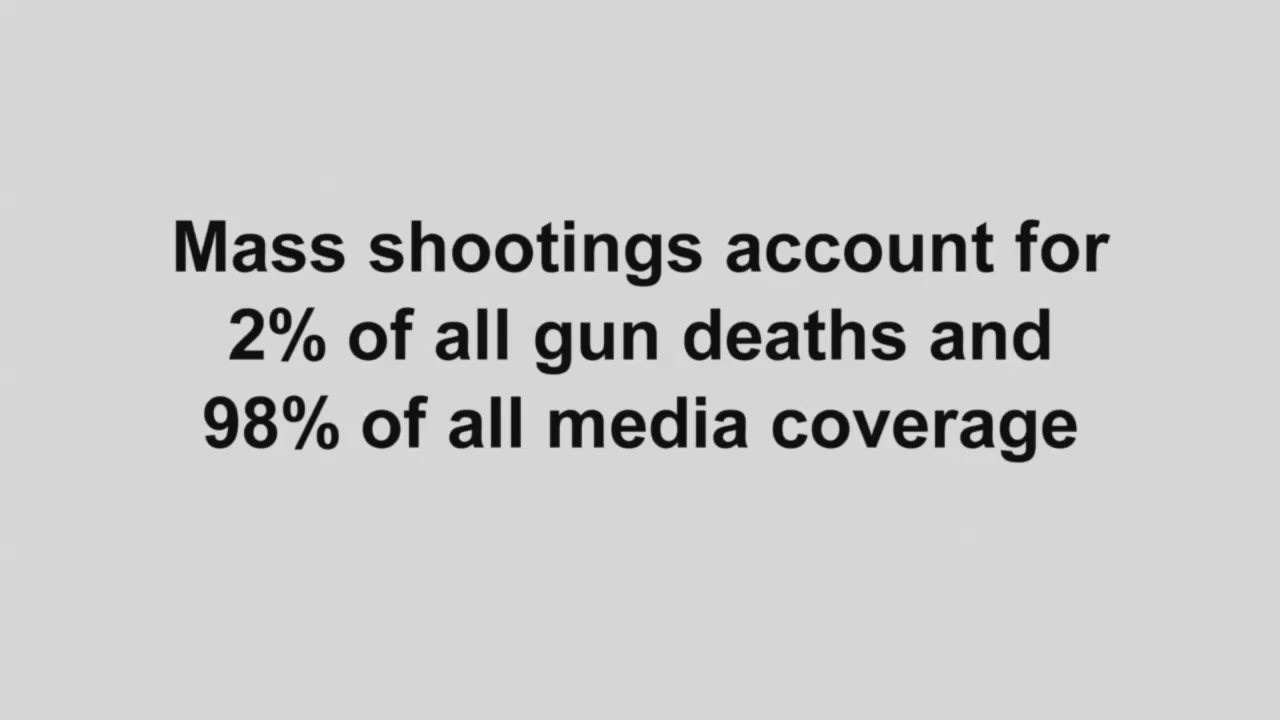 Mass shootings account for
2% of all gun deaths and
98% of all media coverage